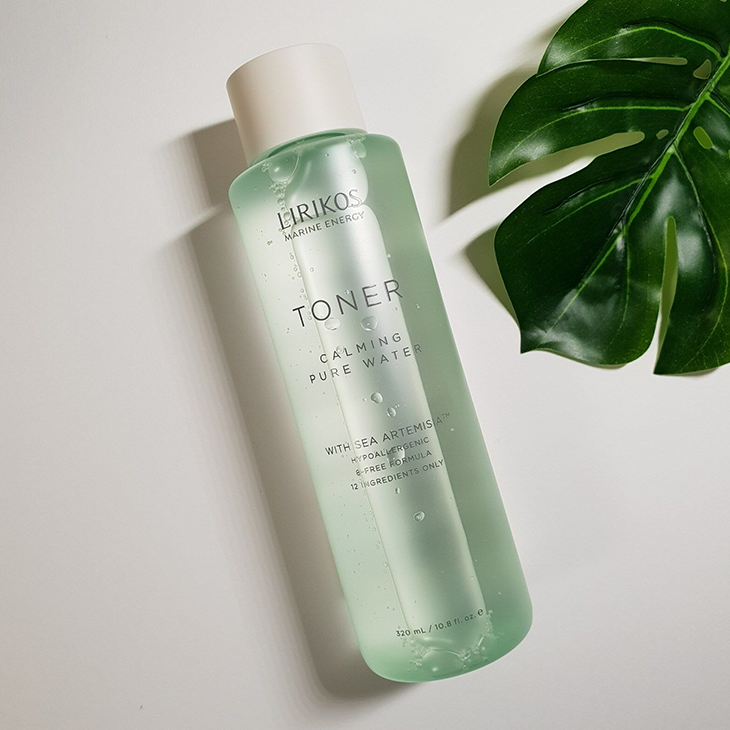 LIRIKOS
MARINE ENERGY
TONER
CALMING
PURE WATER
WITH SEA ARTEMISIA™
HYPOALLERGENIC
8-FREE FORMULA
12 INGREDIENTS ONLY
320 mL / 10.8 fl. oz. ℮